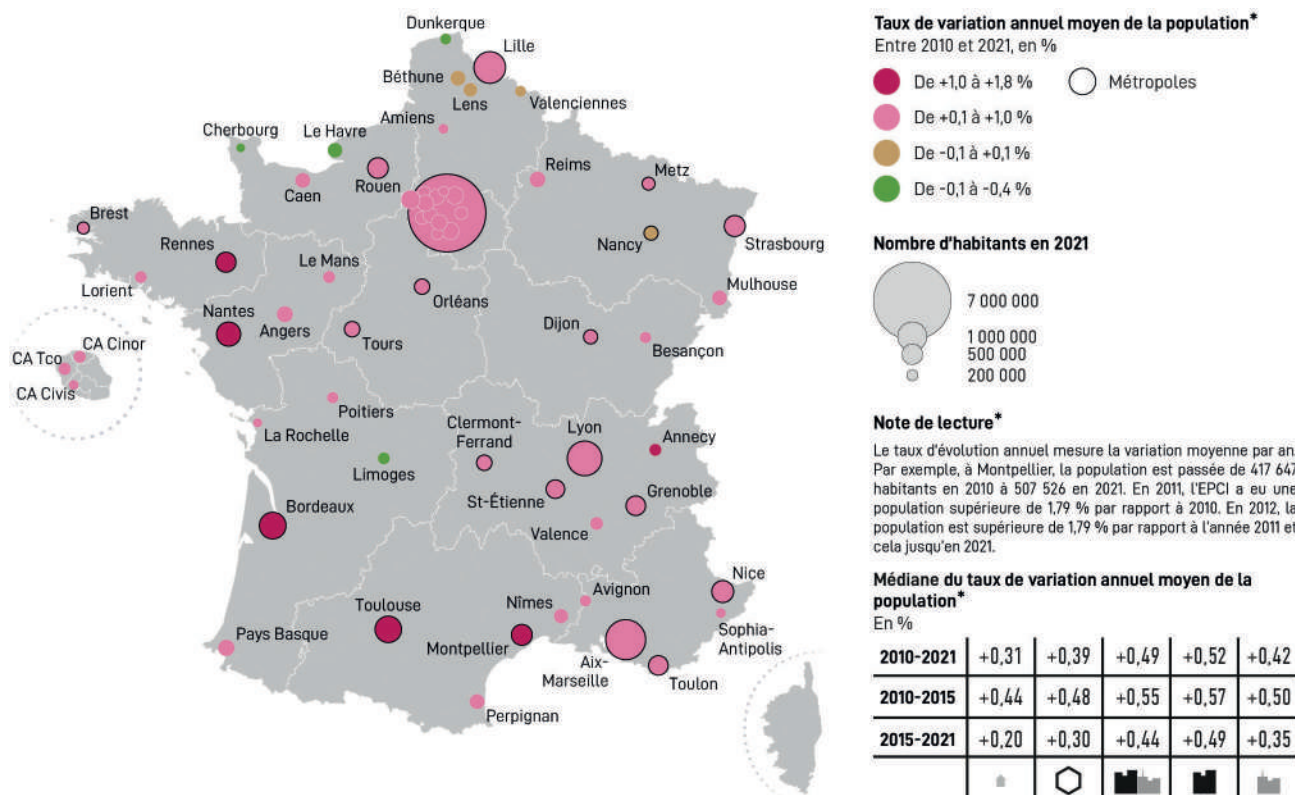 Dunkerque
Lille
Béthune
Lens
Valenciennes
Amiens
Cherbourg
Le Havre
Rouen
Caen
Reims
Metz
Brest
Nancy
Strasbourg
Rennes
Le Mans
Lorient
Orléans
Mulhouse
Nantes
Angers
Tours
Dijon
Besançon
CA Tco
CA Cinor
CA Civis
Poitiers
La Rochelle
Clermont-
Ferrand
Lyon
Annecy
Limoges
St-Étienne
Grenoble
Bordeaux
Valence
Nice
Avignon
Toulouse
Nîmes
Sophia-
Antipolis
Pays Basque
Montpellier
Aix-
Marseille
Toulon
Perpignan
Taux de variation annuel moyen de la population*
Entre 2010 et 2021, en %
De +1,0 à +1,8 %
Métropoles
De +0,1 à +1,0 %
De -0,1 à +0,1 %
De -0,1 à -0,4 %
Nombre d'habitants en 2021
7 000 000
1 000 000
500 000
200 000
Note de lecture*
Le taux d'évolution annuel mesure la variation moyenne par an.
Par exemple, à Montpellier, la population est passée de 417 647
habitants en 2010 à 507 526 en 2021. En 2011, l'EPCI a eu une
population supérieure de 1,79 % par rapport à 2010. En 2012, la
population est supérieure de 1,79 % par rapport à l'année 2011 et
cela jusqu'en 2021.
Médiane du taux de variation annuel moyen de la
population*
En %
2010-2021 +0,31 +0,39 +0,49 +0,52 +0,42
2010-2015 +0,44 +0,48 +0,55 +0,57 +0,50
2015-2021 +0,20 +0,30 +0,44 +0,49 +0,35